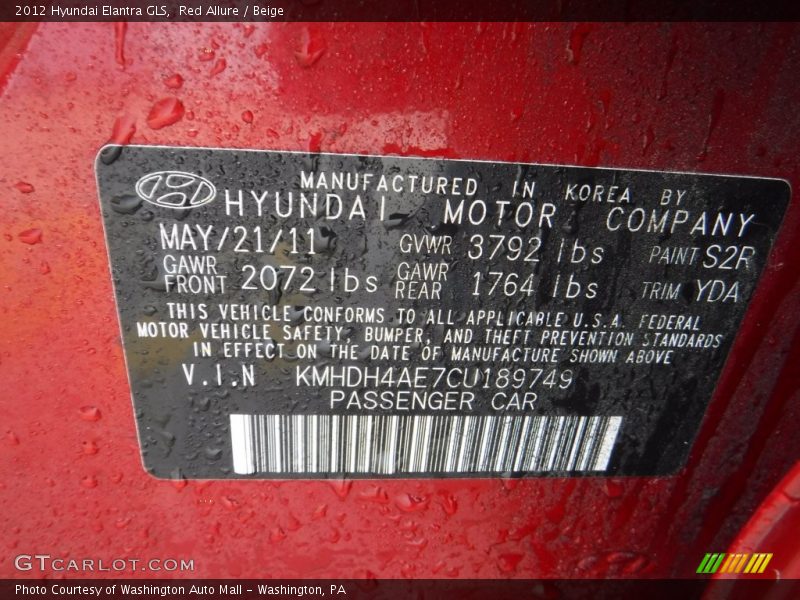 2012 Hyundai Elantra GLS, Red Allure / Beige
MANUFACTURED IN KOREA BY
HYUNDAI MOTOR COMPANY
MAY/21/11 GVWR 3792 lbs PAINT S2R
GAWR FRONT 2072 lbs GAWR REAR 1764 lbs TRIM YDA
THIS VEHICLE CONFORMS TO ALL APPLICABLE U.S.A. FEDERAL
MOTOR VEHICLE SAFETY, BUMPER, AND THEFT PREVENTION STANDARDS
IN EFFECT ON THE DATE OF MANUFACTURE SHOWN ABOVE
V.I.N KMHDH4AE7CU189749
PASSENGER CAR
GTCARLOT.COM
Photo Courtesy of Washington Auto Mall - Washington, PA